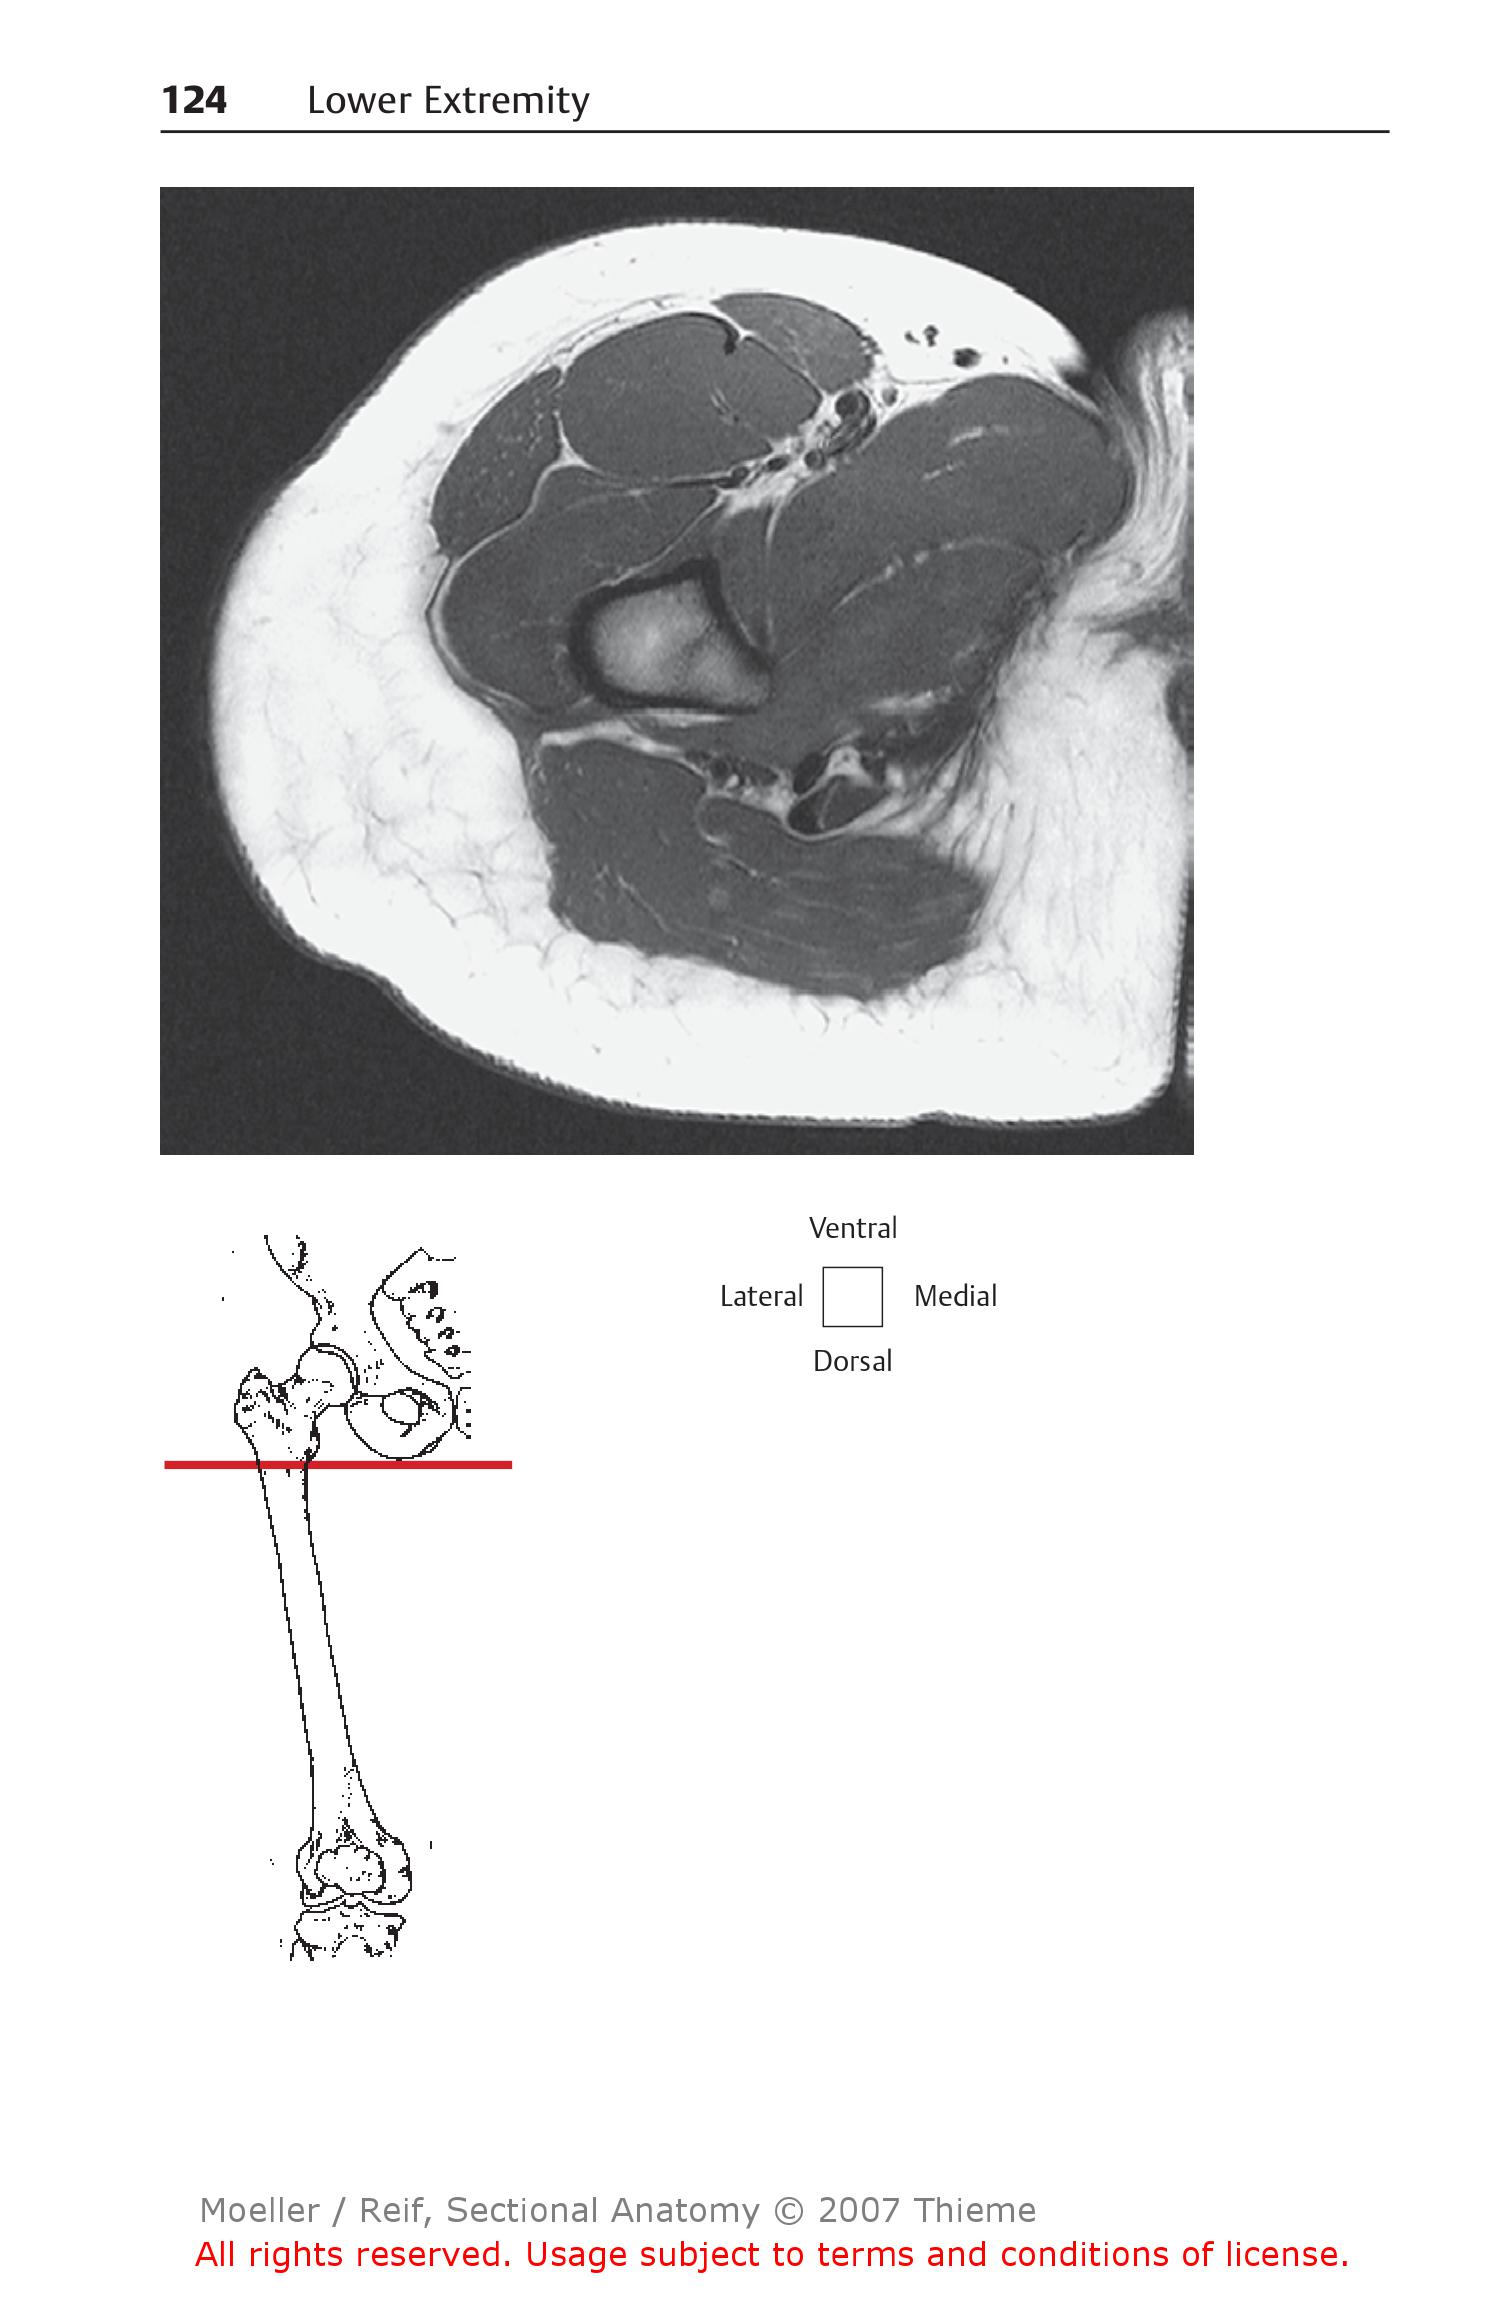 124 Lower Extremity
Ventral
Lateral Medial
Dorsal
Moeller / Reif, Sectional Anatomy © 2007 Thieme
All rights reserved. Usage subject to terms and conditions of license.